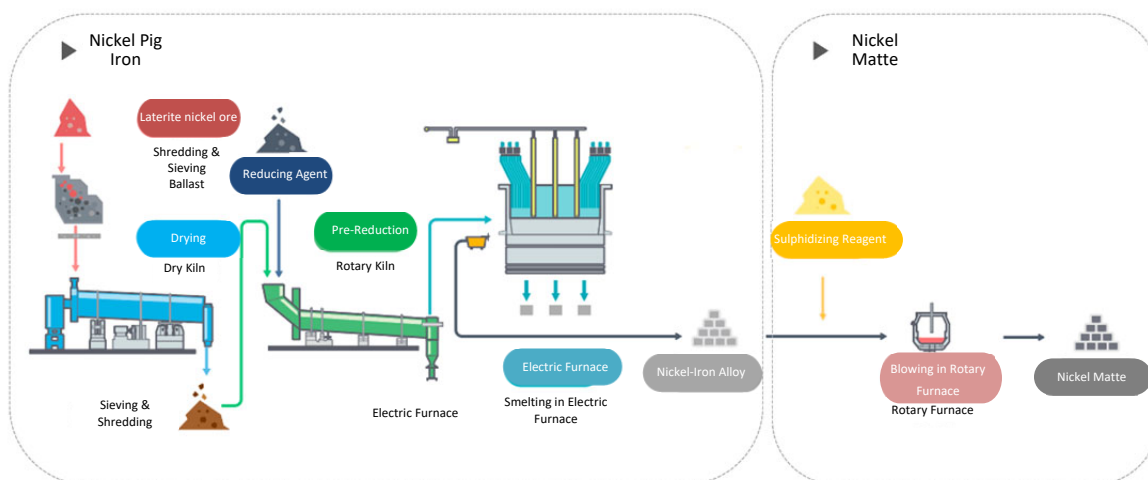 Nickel Pig
Iron
Nickel
Matte
Laterite nickel ore
Shredding &
Sieving
Ballast
Reducing Agent
Drying
Dry Kiln
Pre-Reduction
Rotary Kiln
Sulphidizing Reagent
Electric Furnace
Smelting in Electric
Furnace
Nickel-Iron Alloy
Blowing in Rotary
Furnace
Rotary Furnace
Nickel Matte
Sieving &
Shredding
Electric Furnace